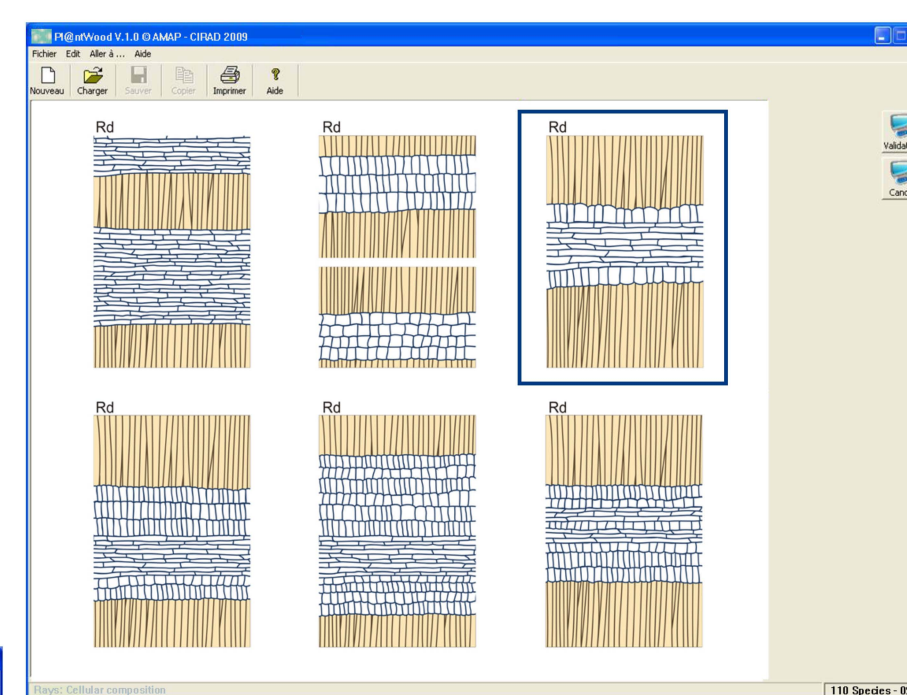 Pl@ntWood V.1.0 © AMAP - CIRAD 2009
Fichier Edit Aller à ... Aide
Nouveau Charger Sauver Copier Imprimer Aide
Rd Rd Rd
Rd Rd Rd
Rays: Cellular composition
110 Species